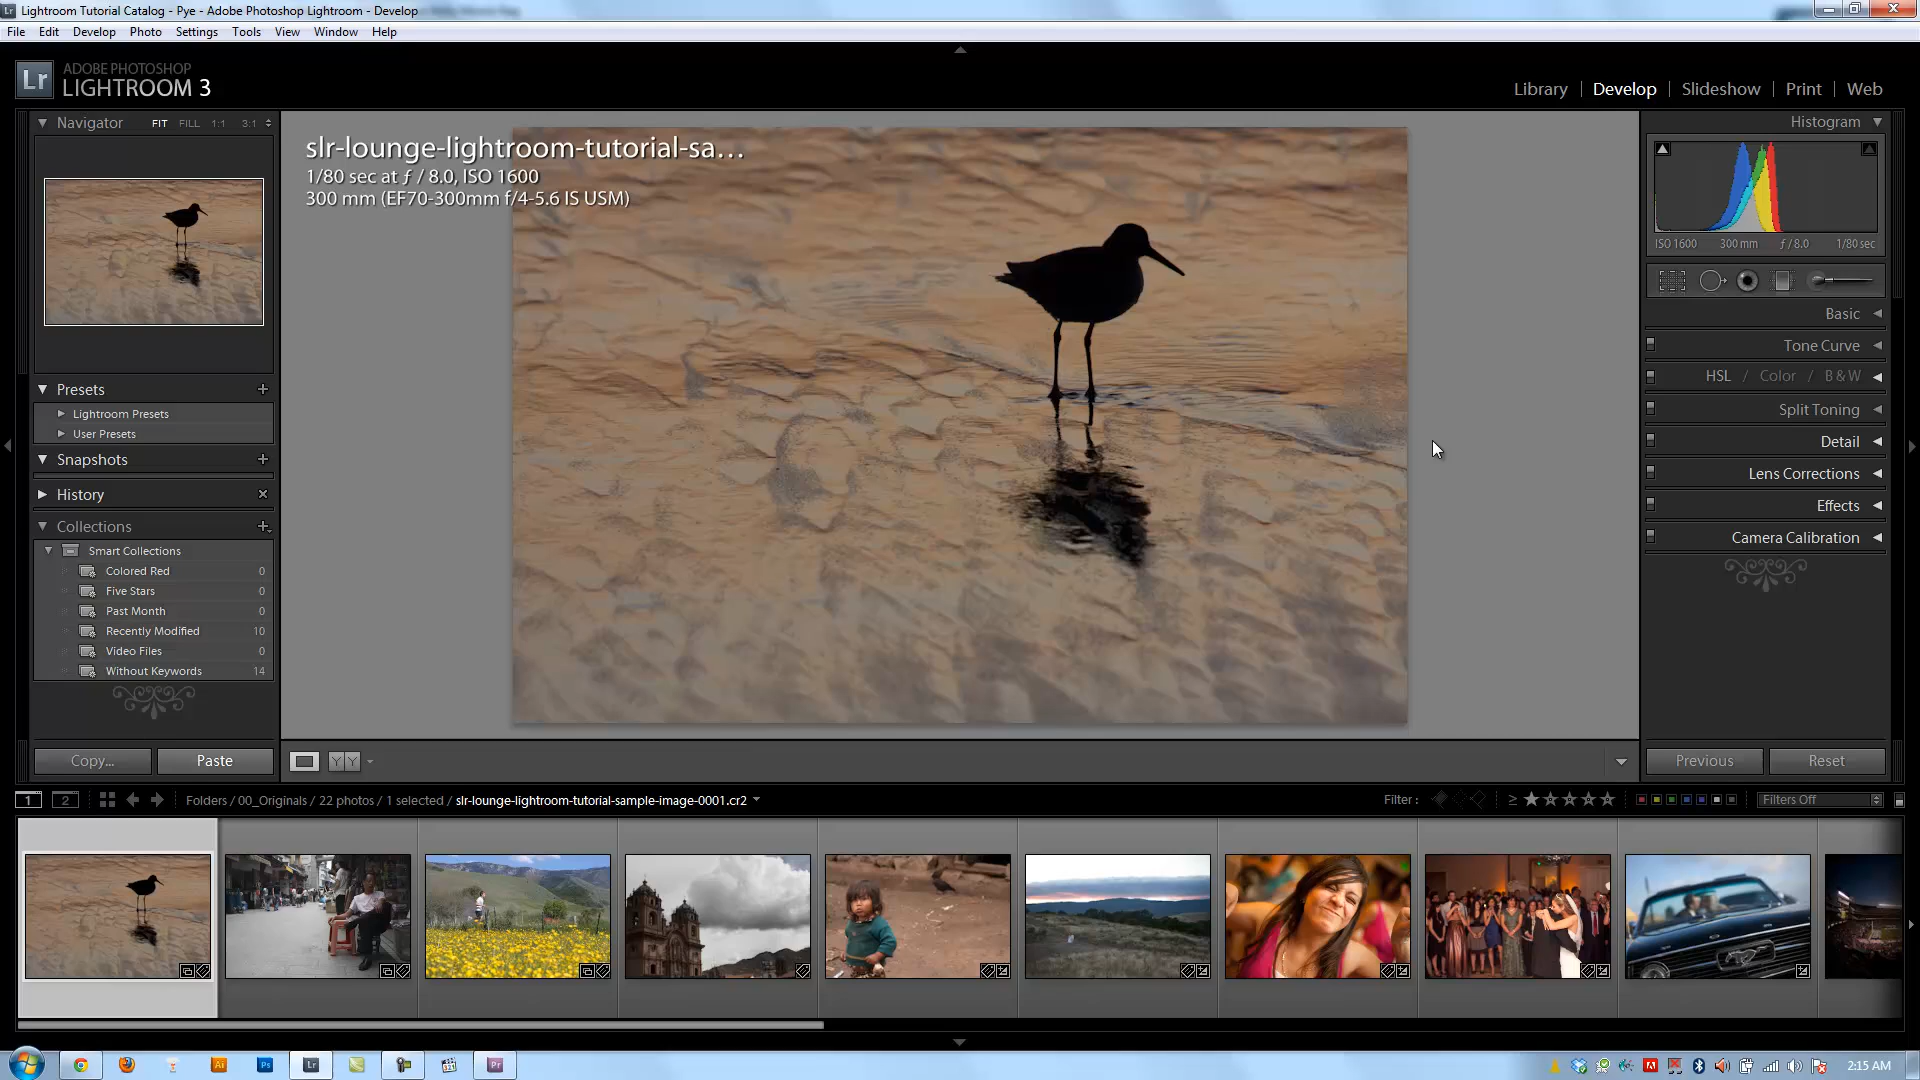 Lightroom Tutorial Catalog - Pye - Adobe Photoshop Lightroom - Develop
File Edit Develop Photo Settings Tools View Window Help
Lr ADOBE PHOTOSHOP
LIGHTROOM 3
Library | Develop | Slideshow | Print | Web
Navigator FIT FILL 1:1 3:1
slr-lounge-lightroom-tutorial-sa...
1/80 sec at ƒ / 8.0, ISO 1600
300 mm (EF70-300mm f/4-5.6 IS USM)
Presets +
Lightroom Presets
User Presets
Snapshots +
History ×
Collections +
Smart Collections
Colored Red 0
Five Stars 0
Past Month 0
Recently Modified 10
Video Files 0
Without Keywords 14
Copy... Paste
YY
Histogram
ISO 1600 300 mm ƒ / 8.0 1/80 sec
Basic
Tone Curve
HSL / Color / B & W
Split Toning
Detail
Lens Corrections
Effects
Camera Calibration
Previous Reset
1 2 Folders / 00_Originals / 22 photos / 1 selected / slr-lounge-lightroom-tutorial-sample-image-0001.cr2
Filter : ≥ Filters Off
Ai Ps Lr Pr
2:15 AM